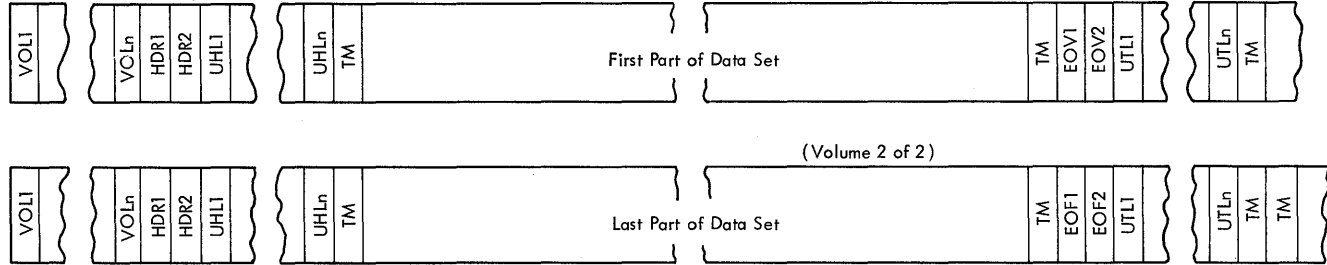 VOL1 VOLn HDR1 HDR2 UHL1 UHLn TM First Part of Data Set TM EOV1 EOV2 UTL1 UTLn TM
(Volume 2 of 2)
VOL1 VOLn HDR1 HDR2 UHL1 UHLn TM Last Part of Data Set TM EOF1 EOF2 UTL1 UTLn TM TM